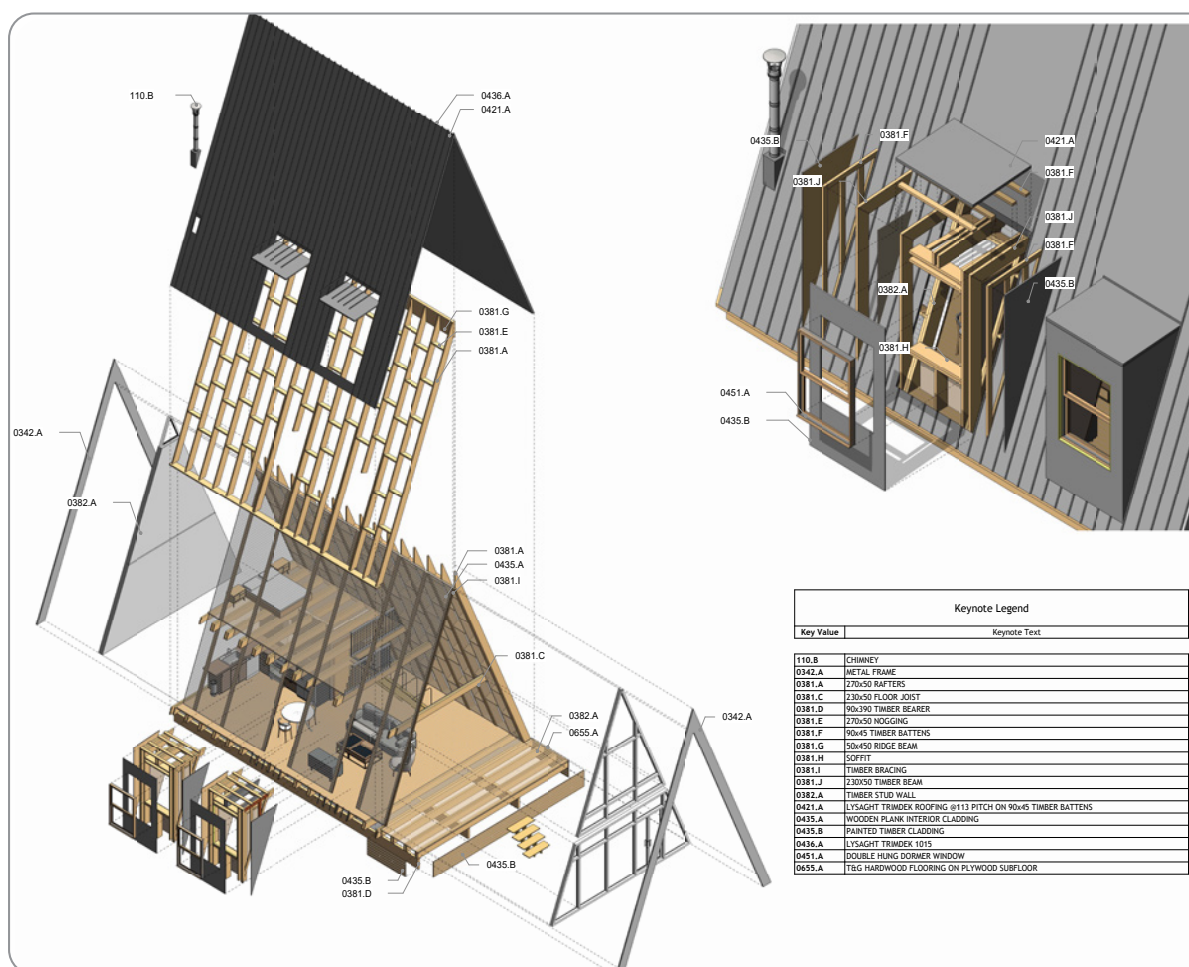 110.B
0436.A
0421.A
0381.G
0381.E
0381.A
0342.A
0382.A
0381.A
0435.A
0381.I
0381.C
0382.A
0655.A
0342.A
0435.B
0435.B
0381.D
0435.B
0381.F
0421.A
0381.J
0381.F
0381.J
0381.F
0382.A
0435.B
0381.H
0451.A
0435.B
Keynote Legend
Key Value Keynote Text
110.B CHIMNEY
0342.A METAL FRAME
0381.A 270x50 RAFTERS
0381.C 230x50 FLOOR JOIST
0381.D 90x390 TIMBER BEARER
0381.E 270x50 NOGGING
0381.F 90x45 TIMBER BATTENS
0381.G 50x450 RIDGE BEAM
0381.H SOFFIT
0381.I TIMBER BRACING
0381.J 230X50 TIMBER BEAM
0382.A TIMBER STUD WALL
0421.A LYSAGHT TRIMDEK ROOFING @113 PITCH ON 90x45 TIMBER BATTENS
0435.A WOODEN PLANK INTERIOR CLADDING
0435.B PAINTED TIMBER CLADDING
0436.A LYSAGHT TRIMDEK 1015
0451.A DOUBLE HUNG DORMER WINDOW
0655.A T&G HARDWOOD FLOORING ON PLYWOOD SUBFLOOR